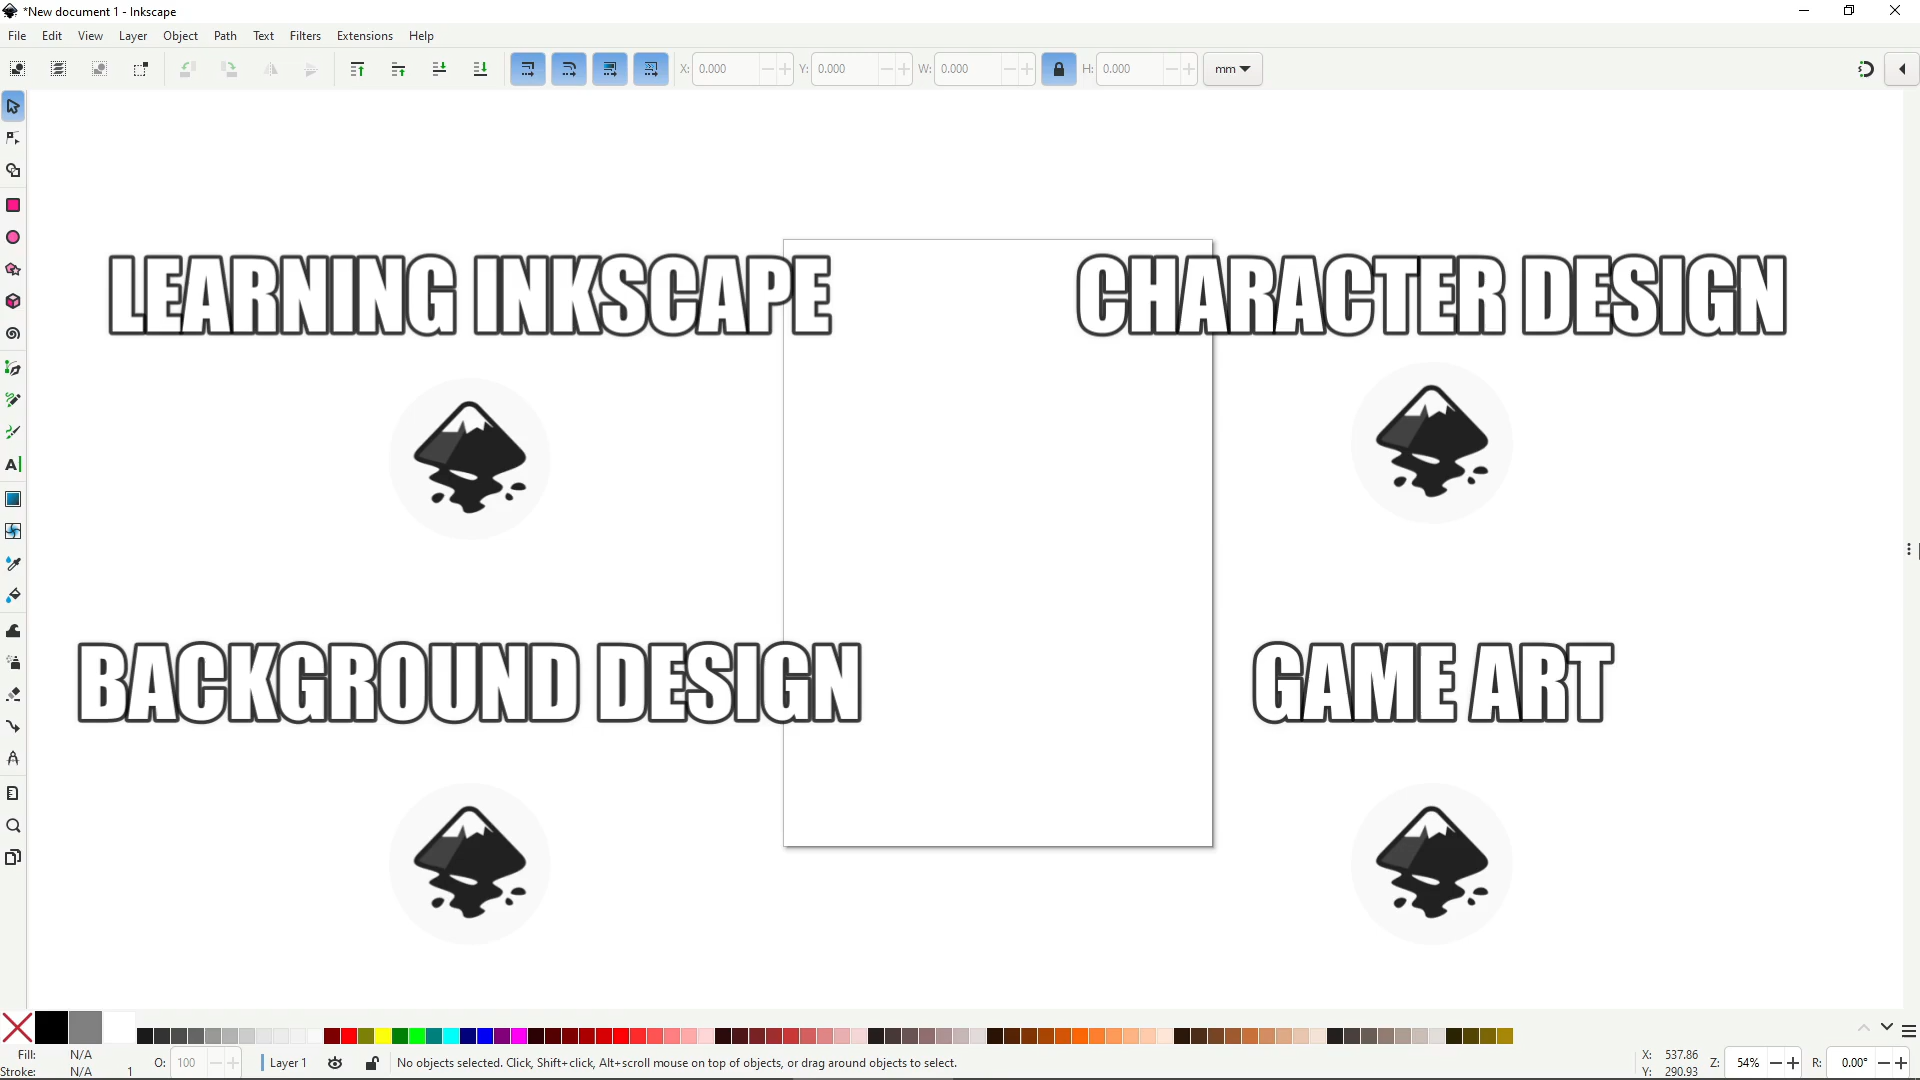 *New document 1 - Inkscape
File Edit View Layer Object Path Text Filters Extensions Help
X: 0.000 Y: 0.000 W: 0.000 H: 0.000 mm
LEARNING INKSCAPE
CHARACTER DESIGN
BACKGROUND DESIGN
GAME ART
Fill: N/A
Stroke: N/A 1
O: 100
Layer 1
No objects selected. Click, Shift+click, Alt+scroll mouse on top of objects, or drag around objects to select.
X: 537.86
Y: 290.93
Z: 54% R: 0.00°